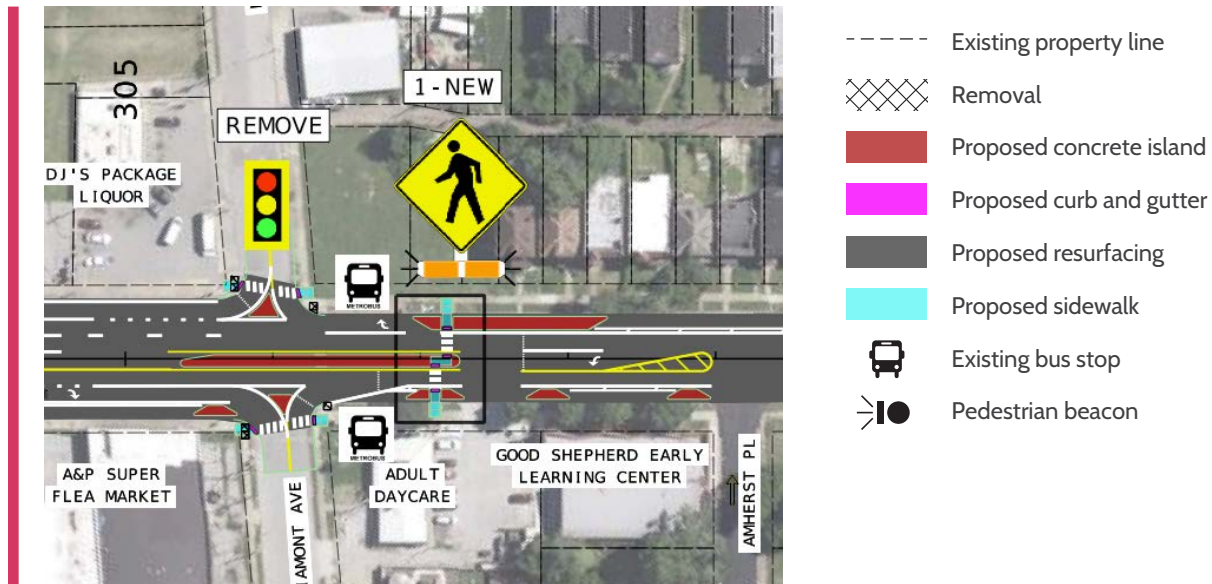 305
1-NEW
REMOVE
DJ'S PACKAGE
LIQUOR
METROBUS
METROBUS
A&P SUPER
FLEA MARKET
AMONT AVE
ADULT
DAYCARE
GOOD SHEPHERD EARLY
LEARNING CENTER
AMHERST PL
Existing property line
Removal
Proposed concrete island
Proposed curb and gutter
Proposed resurfacing
Proposed sidewalk
Existing bus stop
Pedestrian beacon